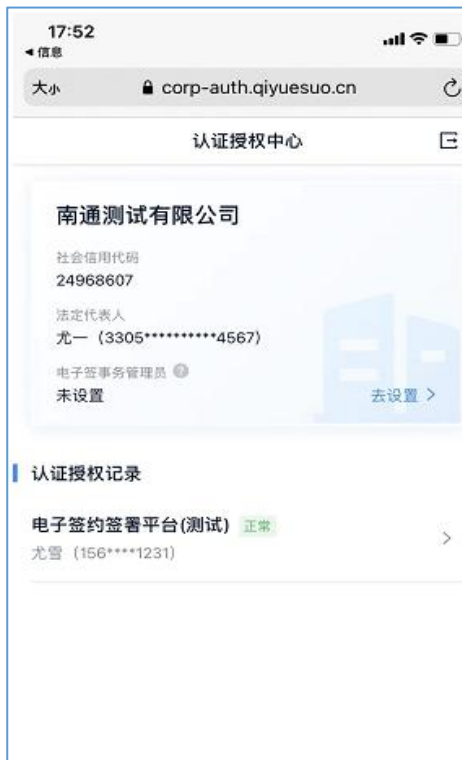 17:52
信息
大小 corp-auth.qiyuesuo.cn
认证授权中心
南通测试有限公司
社会信用代码
24968607
法定代表人
尤一（3305**********4567）
电子签事务管理员 ?
未设置 去设置 >
认证授权记录
电子签约签署平台(测试) 正常
尤雪（156****1231） >